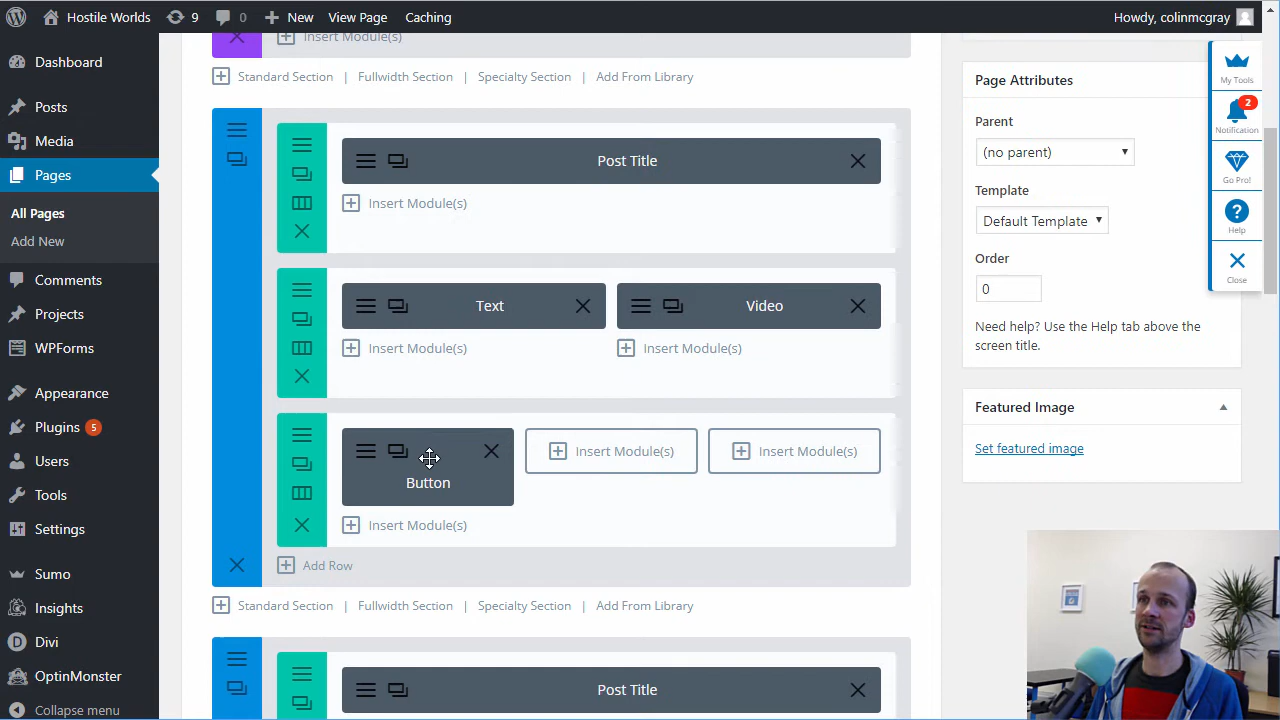 Hostile Worlds
9
0
New
View Page
Caching
Howdy, colinmcgray
Dashboard
Posts
Media
Pages
All Pages
Add New
Comments
Projects
WPForms
Appearance
Plugins 5
Users
Tools
Settings
Sumo
Insights
Divi
OptinMonster
Collapse menu
Insert Module(s)
Standard Section | Fullwidth Section | Specialty Section | Add From Library
Post Title
Insert Module(s)
Text
Video
Insert Module(s)
Insert Module(s)
Button
Insert Module(s)
Insert Module(s)
Insert Module(s)
Add Row
Standard Section | Fullwidth Section | Specialty Section | Add From Library
Post Title
Page Attributes
Parent
(no parent)
Template
Default Template
Order
0
Need help? Use the Help tab above the
screen title.
Featured Image
Set featured image
My Tools
2
Notification
Go Pro!
Help
Close